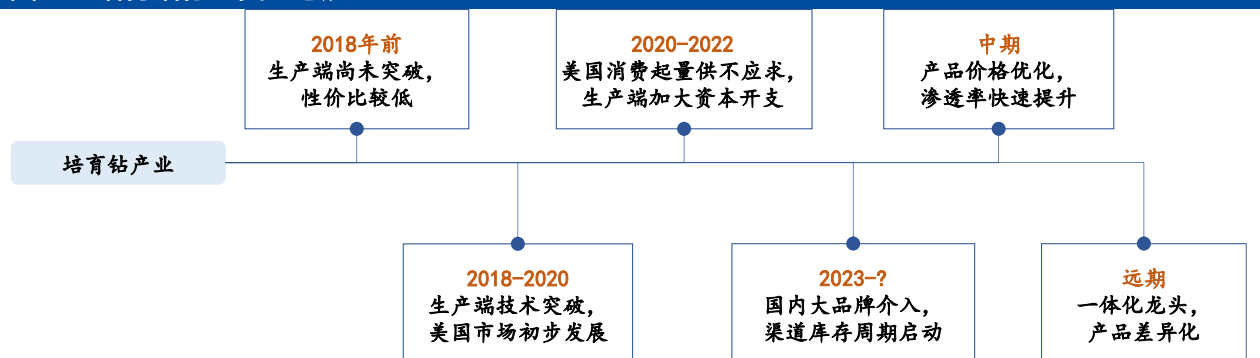 培育钻产业
2018年前
生产端尚未突破，
性价比较低
2018-2020
生产端技术突破，
美国市场初步发展
2020-2022
美国消费起量供不应求，
生产端加大资本开支
2023-?
国内大品牌介入，
渠道库存周期启动
中期
产品价格优化，
渗透率快速提升
远期
一体化龙头，
产品差异化